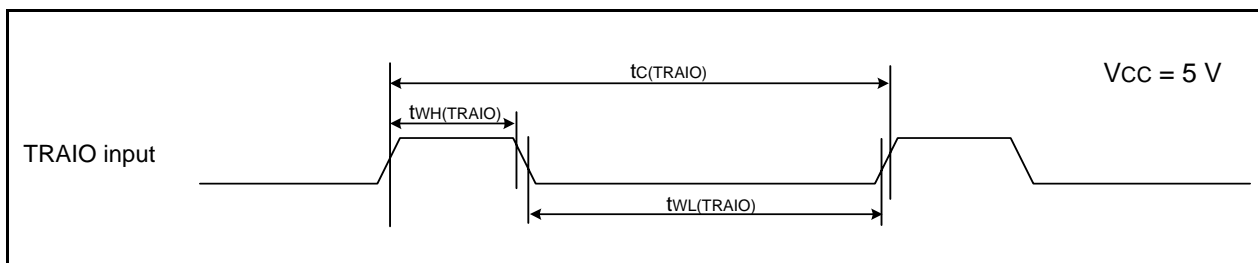 tC(TRAIO)
VCC = 5 V
tWH(TRAIO)
TRAIO input
tWL(TRAIO)